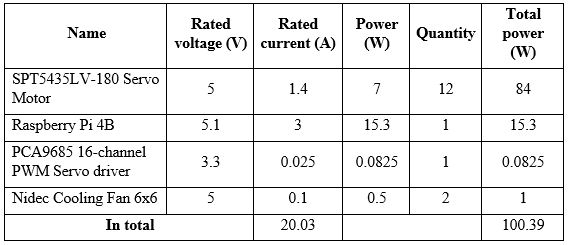 Name Rated voltage (V) Rated current (A) Power (W) Quantity Total power (W)
SPT5435LV-180 Servo Motor 5 1.4 7 12 84
Raspberry Pi 4B 5.1 3 15.3 1 15.3
PCA9685 16-channel PWM Servo driver 3.3 0.025 0.0825 1 0.0825
Nidec Cooling Fan 6x6 5 0.1 0.5 2 1
In total 20.03 100.39